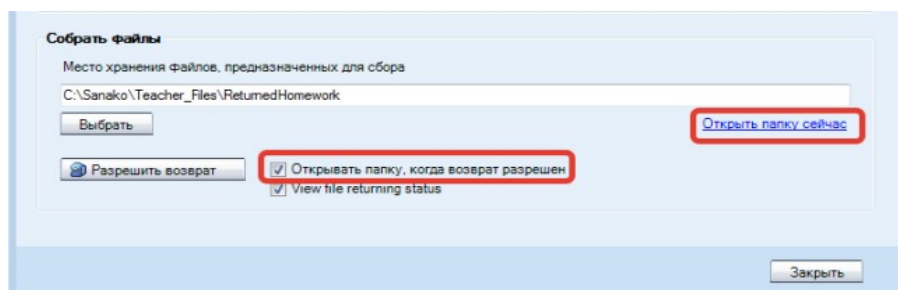 Собрать файлы
Место хранения файлов, предназначенных для сбора
C:\Sanako\Teacher_Files\ReturnedHomework
Выбрать
Открыть папку сейчас
Разрешить возврат
Открывать папку, когда возврат разрешен
View file returning status
Закрыть